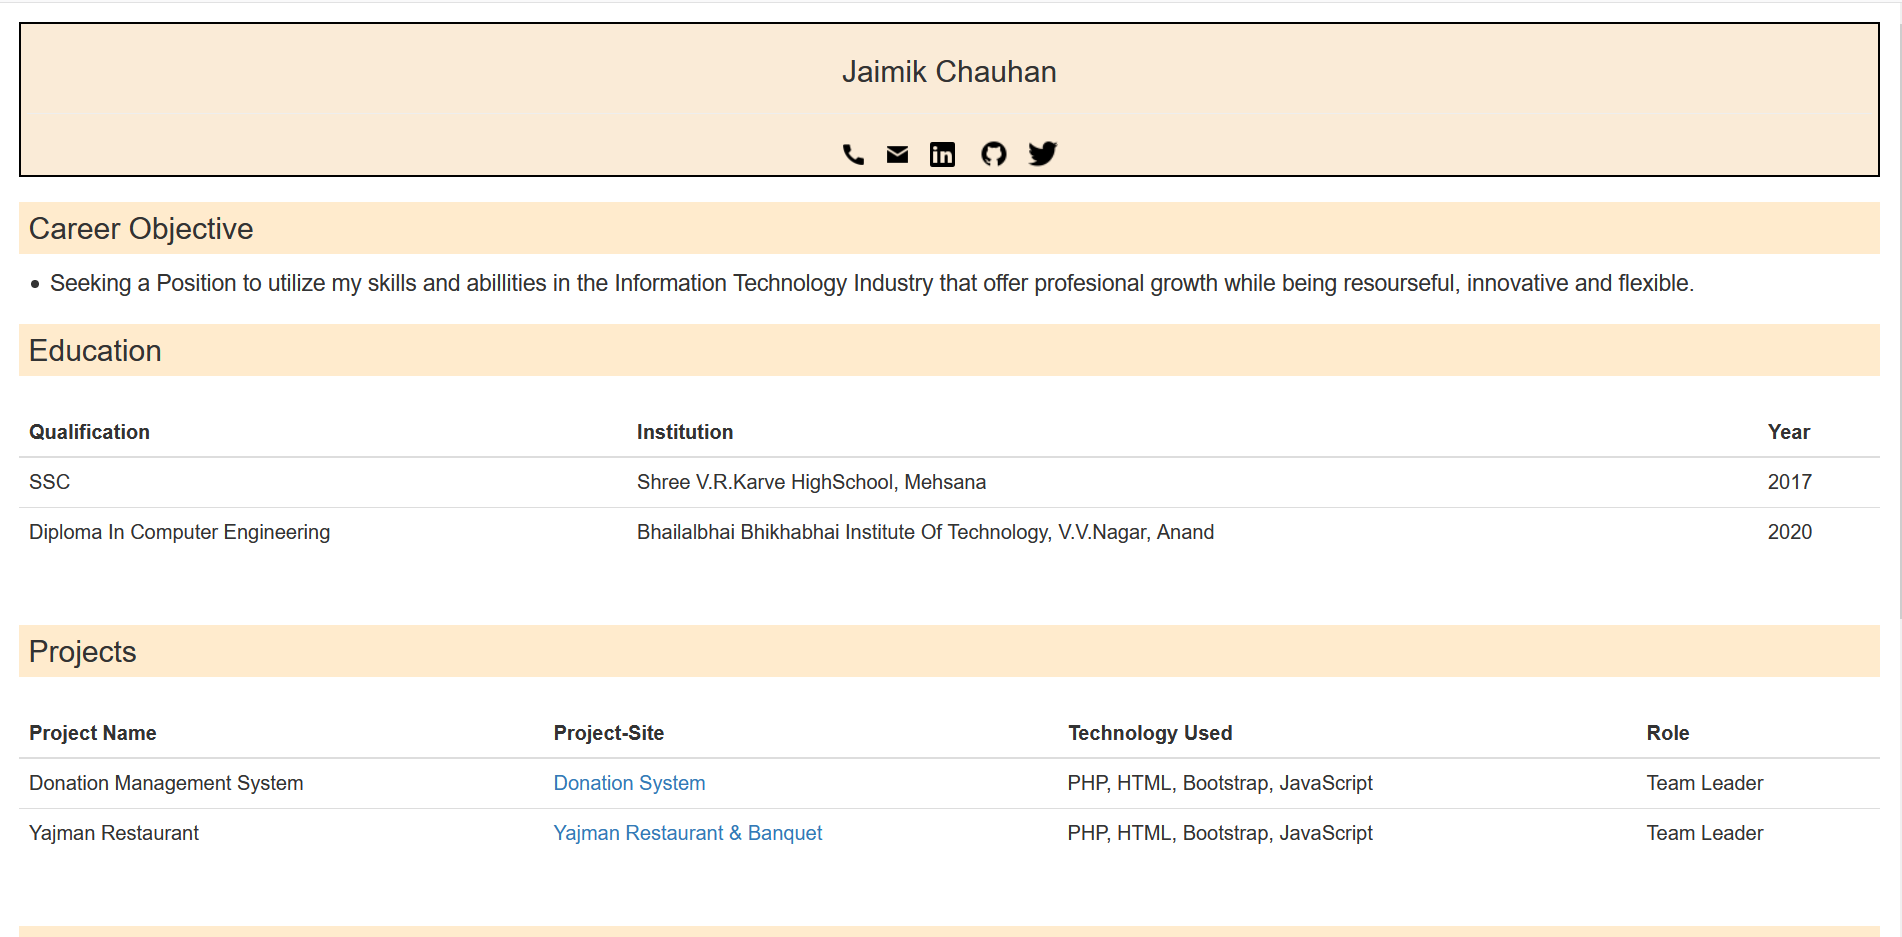 Jaimik Chauhan
in
Career Objective
• Seeking a Position to utilize my skills and abillities in the Information Technology Industry that offer profesional growth while being resourseful, innovative and flexible.
Education
Qualification Institution Year
SSC Shree V.R.Karve HighSchool, Mehsana 2017
Diploma In Computer Engineering Bhailalbhai Bhikhabhai Institute Of Technology, V.V.Nagar, Anand 2020
Projects
Project Name Project-Site Technology Used Role
Donation Management System Donation System PHP, HTML, Bootstrap, JavaScript Team Leader
Yajman Restaurant Yajman Restaurant & Banquet PHP, HTML, Bootstrap, JavaScript Team Leader